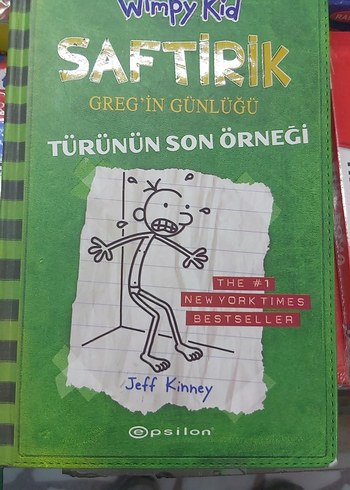 Wimpy Kid
SAFTİRİK
GREG'İN GÜNLÜĞÜ
TÜRÜNÜN SON ÖRNEĞİ
THE #1
NEW YORK TIMES
BESTSELLER
Jeff Kinney
epsilon